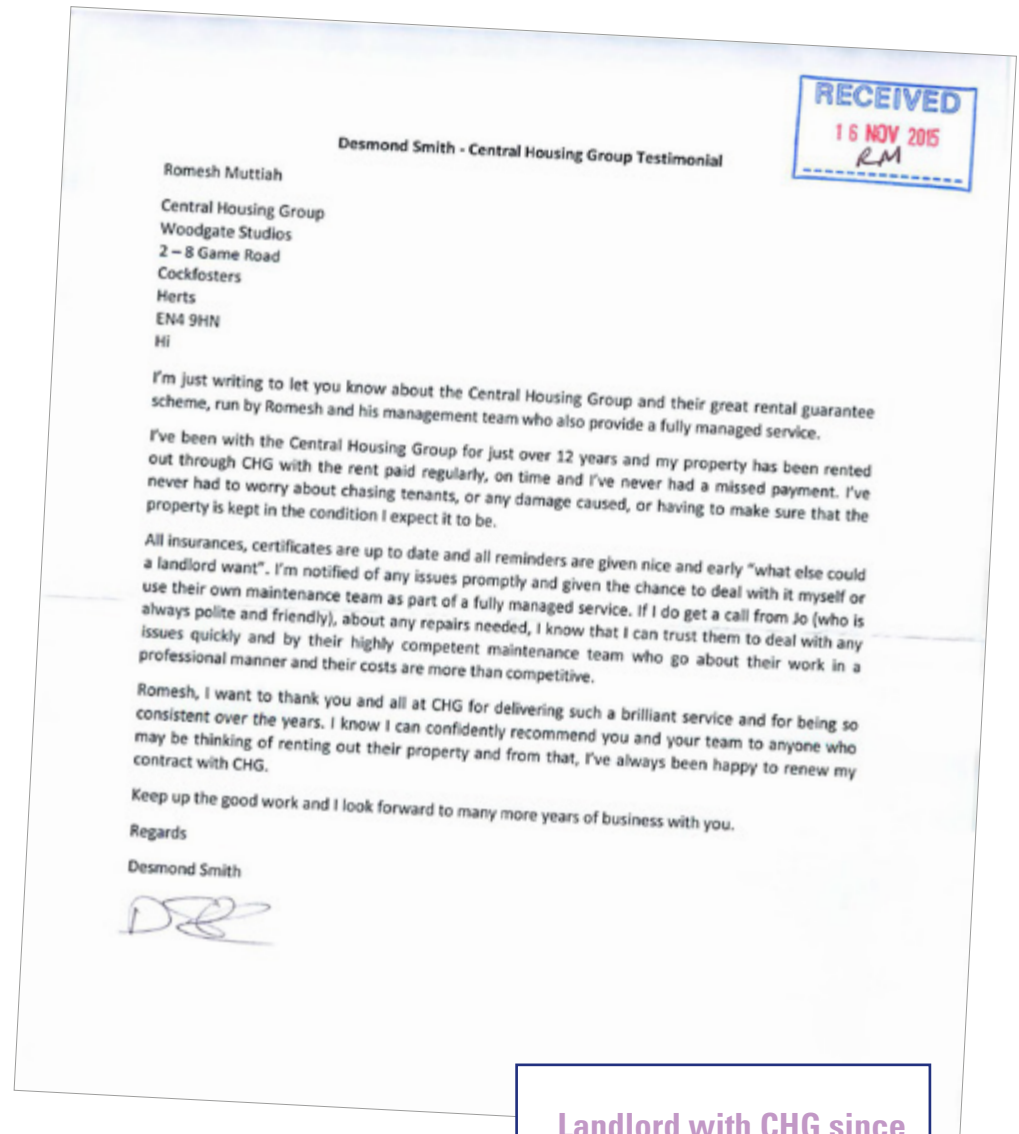 RECEIVED
16 NOV 2015
RM
Desmond Smith - Central Housing Group Testimonial
Romesh Muttiah
Central Housing Group
Woodgate Studios
2 – 8 Game Road
Cockfosters
Herts
EN4 9HN
Hi
I'm just writing to let you know about the Central Housing Group and their great rental guarantee
scheme, run by Romesh and his management team who also provide a fully managed service.
I've been with the Central Housing Group for just over 12 years and my property has been rented
out through CHG with the rent paid regularly, on time and I've never had a missed payment. I've
never had to worry about chasing tenants, or any damage caused, or having to make sure that the
property is kept in the condition I expect it to be.
All insurances, certificates are up to date and all reminders are given nice and early “what else could
a landlord want”. I'm notified of any issues promptly and given the chance to deal with it myself or
use their own maintenance team as part of a fully managed service. If I do get a call from Jo (who is
always polite and friendly), about any repairs needed, I know that I can trust them to deal with any
issues quickly and by their highly competent maintenance team who go about their work in a
professional manner and their costs are more than competitive.
Romesh, I want to thank you and all at CHG for delivering such a brilliant service and for being so
consistent over the years. I know I can confidently recommend you and your team to anyone who
may be thinking of renting out their property and from that, I've always been happy to renew my
contract with CHG.
Keep up the good work and I look forward to many more years of business with you.
Regards
Desmond Smith
Landlord with CHG since